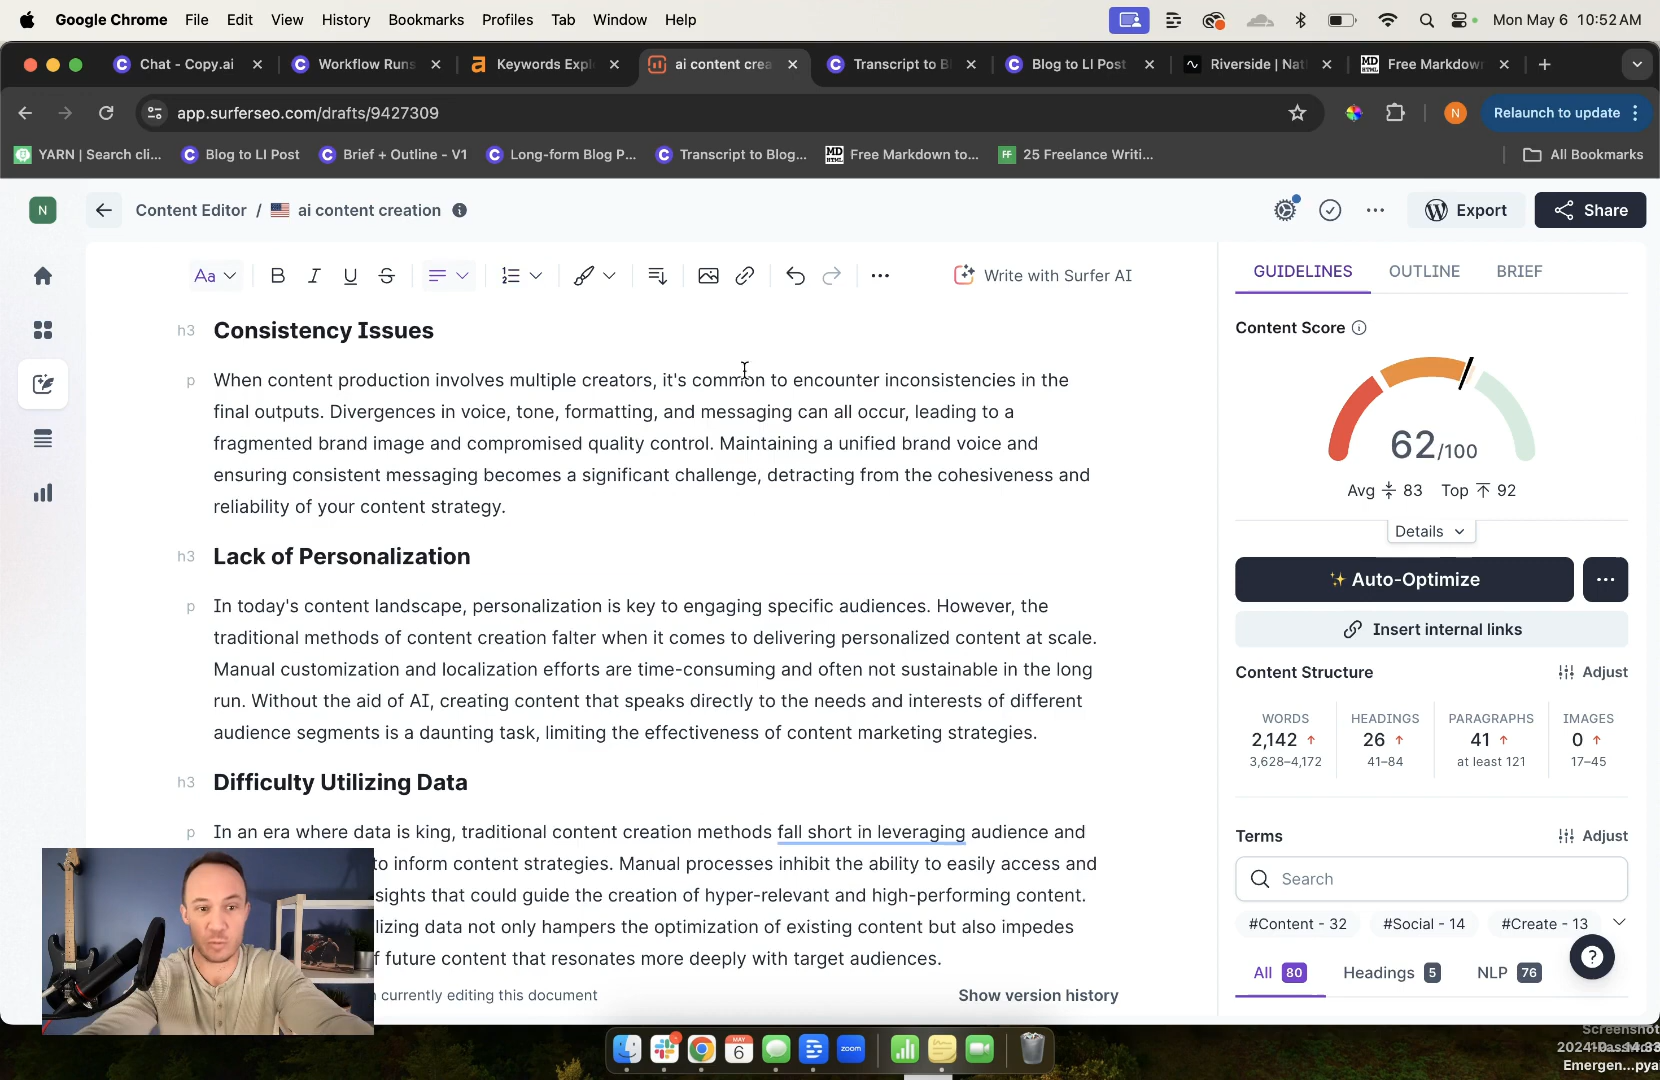 Google Chrome File Edit View History Bookmarks Profiles Tab Window Help Mon May 6 10:52 AM
Chat - Copy.ai Workflow Runs Keywords Expl ai content crea Transcript to Bl Blog to LI Post Riverside | Nat Free Markdown
app.surferseo.com/drafts/9427309 N Relaunch to update
YARN | Search cli... Blog to LI Post Brief + Outline - V1 Long-form Blog P... Transcript to Blog... Free Markdown to... 25 Freelance Writi... All Bookmarks
N Content Editor / ai content creation Export Share
Aa B I U S Write with Surfer AI
h3 Consistency Issues
p When content production involves multiple creators, it's common to encounter inconsistencies in the
final outputs. Divergences in voice, tone, formatting, and messaging can all occur, leading to a
fragmented brand image and compromised quality control. Maintaining a unified brand voice and
ensuring consistent messaging becomes a significant challenge, detracting from the cohesiveness and
reliability of your content strategy.
h3 Lack of Personalization
p In today's content landscape, personalization is key to engaging specific audiences. However, the
traditional methods of content creation falter when it comes to delivering personalized content at scale.
Manual customization and localization efforts are time-consuming and often not sustainable in the long
run. Without the aid of AI, creating content that speaks directly to the needs and interests of different
audience segments is a daunting task, limiting the effectiveness of content marketing strategies.
h3 Difficulty Utilizing Data
p In an era where data is king, traditional content creation methods fall short in leveraging audience and
to inform content strategies. Manual processes inhibit the ability to easily access and
sights that could guide the creation of hyper-relevant and high-performing content.
lizing data not only hampers the optimization of existing content but also impedes
f future content that resonates more deeply with target audiences.
currently editing this document Show version history
GUIDELINES OUTLINE BRIEF
Content Score
62/100
Avg 83 Top 92
Details
Auto-Optimize
Insert internal links
Content Structure Adjust
WORDS HEADINGS PARAGRAPHS IMAGES
2,142 26 41 0
3,628–4,172 41–84 at least 121 17–45
Terms Adjust
Search
#Content - 32 #Social - 14 #Create - 13
All 80 Headings 5 NLP 76
MAY
6
zoom
Screenshot
Emergen...pya